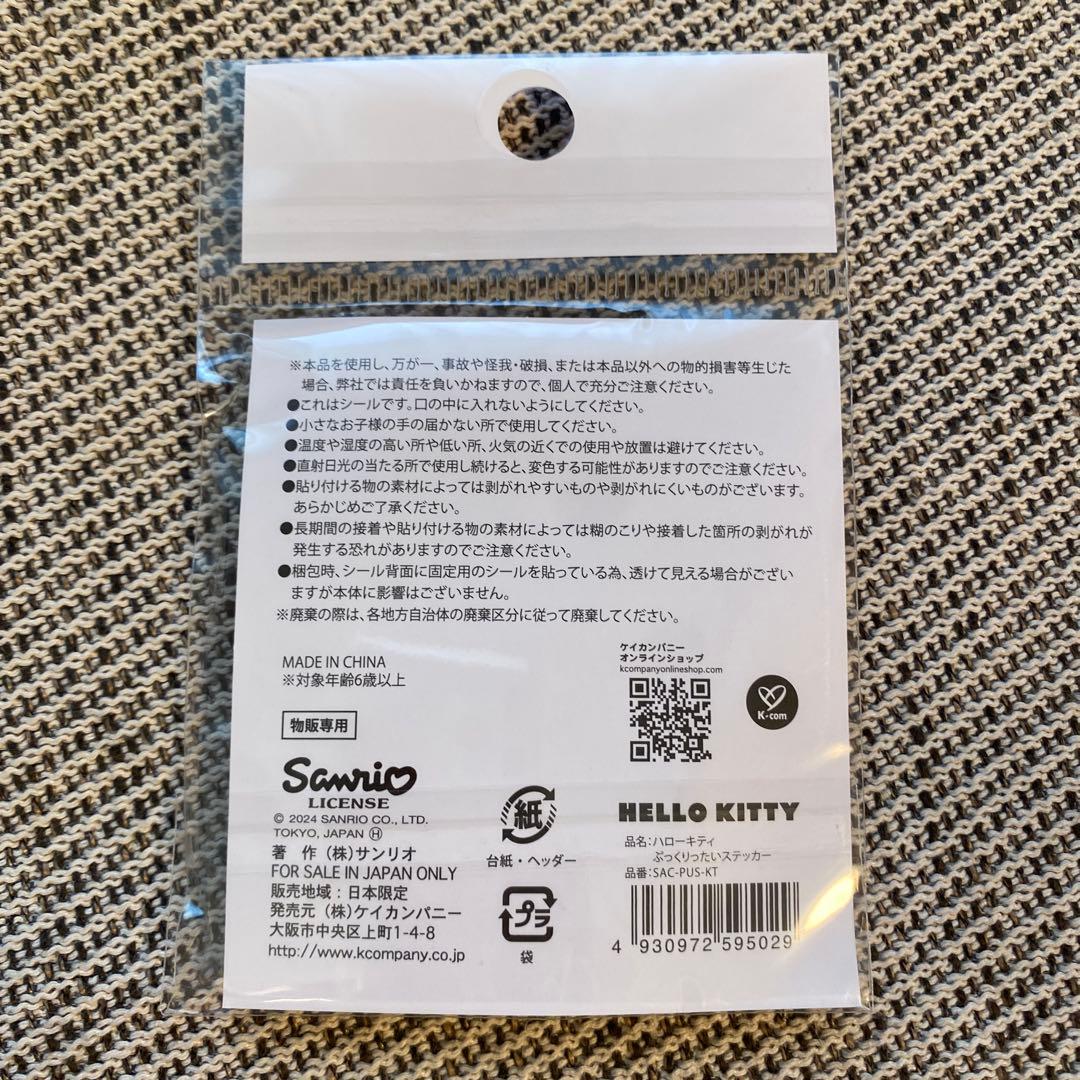 ※本品を使用し、万が一、事故や怪我・破損、または本品以外への物的損害等生じた
場合、弊社では責任を負いかねますので、個人で充分ご注意ください。
●これはシールです。口の中に入れないようにしてください。
●小さなお子様の手の届かない所で使用してください。
●温度や湿度の高い所や低い所、火気の近くでの使用や放置は避けてください。
●直射日光の当たる所で使用し続けると、変色する可能性がありますのでご注意ください。
●貼り付ける物の素材によっては剥がれやすいものや剥がれにくいものがございます。
あらかじめご了承ください。
●長期間の接着や貼り付ける物の素材によっては糊のこりや接着した箇所の剥がれが
発生する恐れがありますのでご注意ください。
●梱包時、シール背面に固定用のシールを貼っている為、透けて見える場合がござい
ますが本体に影響はございません。
※廃棄の際は、各地方自治体の廃棄区分に従って廃棄してください。
MADE IN CHINA
※対象年齢6歳以上
物販専用
ケイカンパニー
オンラインショップ
kcompanyonlineshop.com
K-com
Sanrio
LICENSE
© 2024 SANRIO CO., LTD.
TOKYO, JAPAN Ⓗ
著 作 (株)サンリオ
FOR SALE IN JAPAN ONLY
販売地域:日本限定
発売元 (株)ケイカンパニー
大阪市中央区上町1-4-8
http://www.kcompany.co.jp
紙
台紙・ヘッダー
プラ
袋
HELLO KITTY
品名:ハローキティ
ぷっくりったいステッカー
品番:SAC-PUS-KT
4 930972 595029